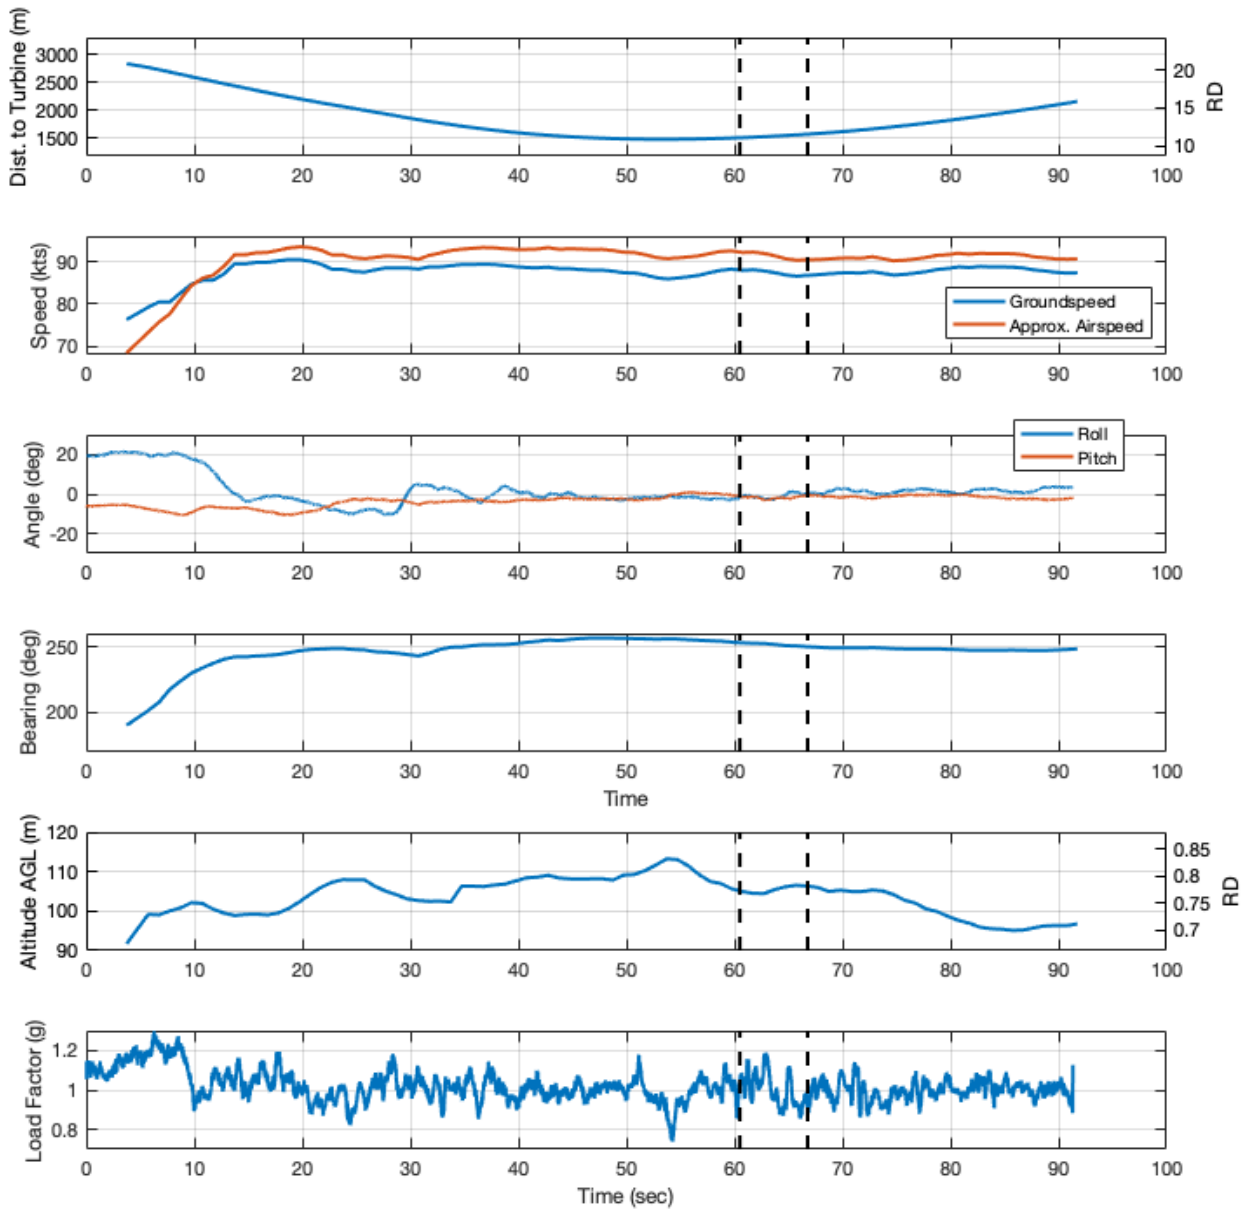 Dist. to Turbine (m)
3000
2500
2000
1500
20
15
10
RD
0 10 20 30 40 50 60 70 80 90 100
Speed (kts)
90
80
70
Groundspeed
Approx. Airspeed
0 10 20 30 40 50 60 70 80 90 100
Angle (deg)
20
0
-20
Roll
Pitch
0 10 20 30 40 50 60 70 80 90 100
Bearing (deg)
250
200
0 10 20 30 40 50 60 70 80 90 100
Time
Altitude AGL (m)
120
110
100
90
0.85
0.8
0.75
0.7
RD
0 10 20 30 40 50 60 70 80 90 100
Load Factor (g)
1.2
1
0.8
0 10 20 30 40 50 60 70 80 90 100
Time (sec)